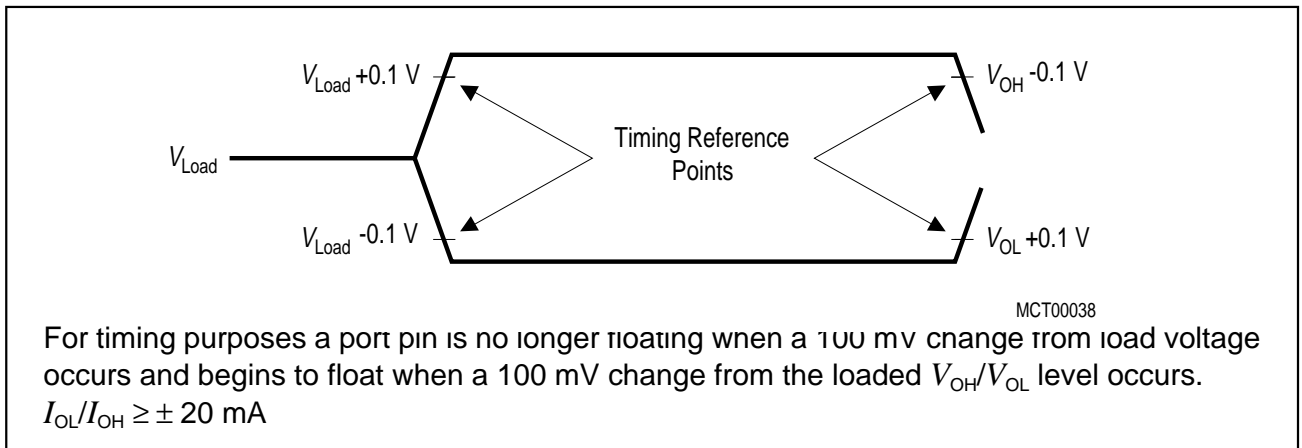 V_Load +0.1 V
V_OH -0.1 V
V_Load
Timing Reference
Points
V_Load -0.1 V
V_OL +0.1 V
MCT00038
For timing purposes a port pin is no longer floating when a 100 mV change from load voltage
occurs and begins to float when a 100 mV change from the loaded V_OH/V_OL level occurs.
I_OL/I_OH ≥ ± 20 mA